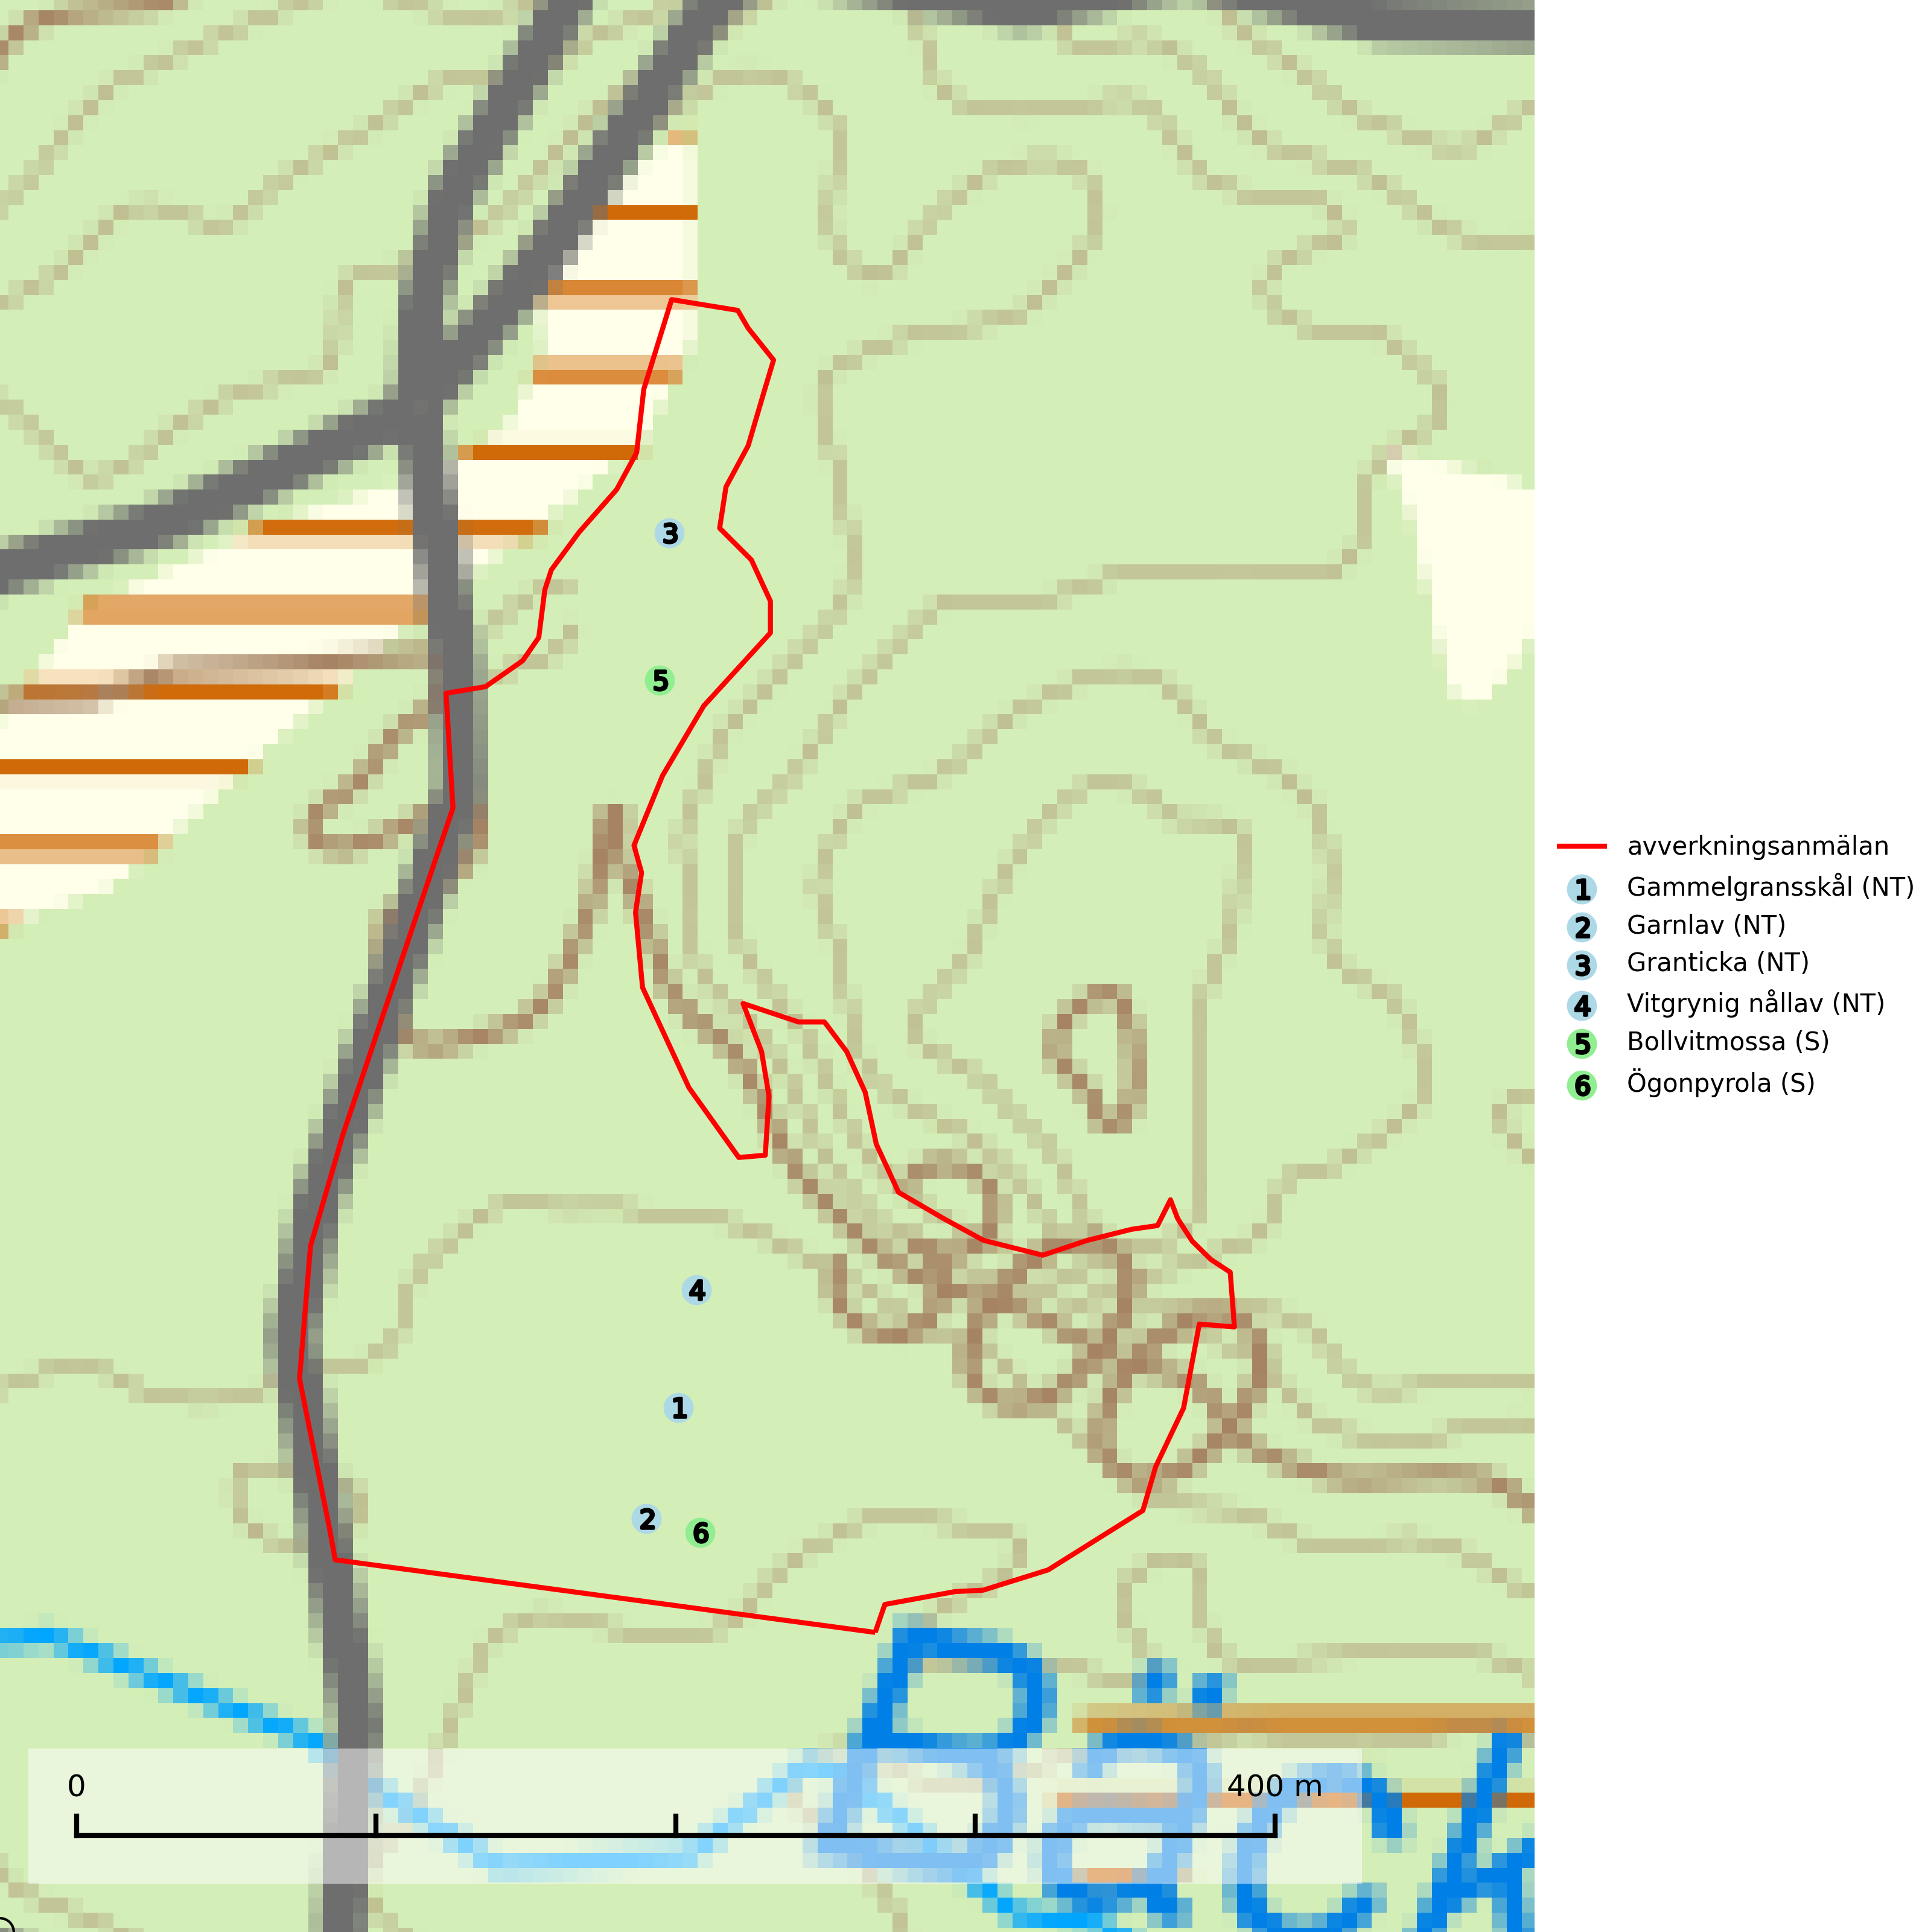 3
5
4
1
2
6
0
400 m
avverkningsanmälan
1 Gammelgransskål (NT)
2 Garnlav (NT)
3 Granticka (NT)
4 Vitgrynig nållav (NT)
5 Bollvitmossa (S)
6 Ögonpyrola (S)